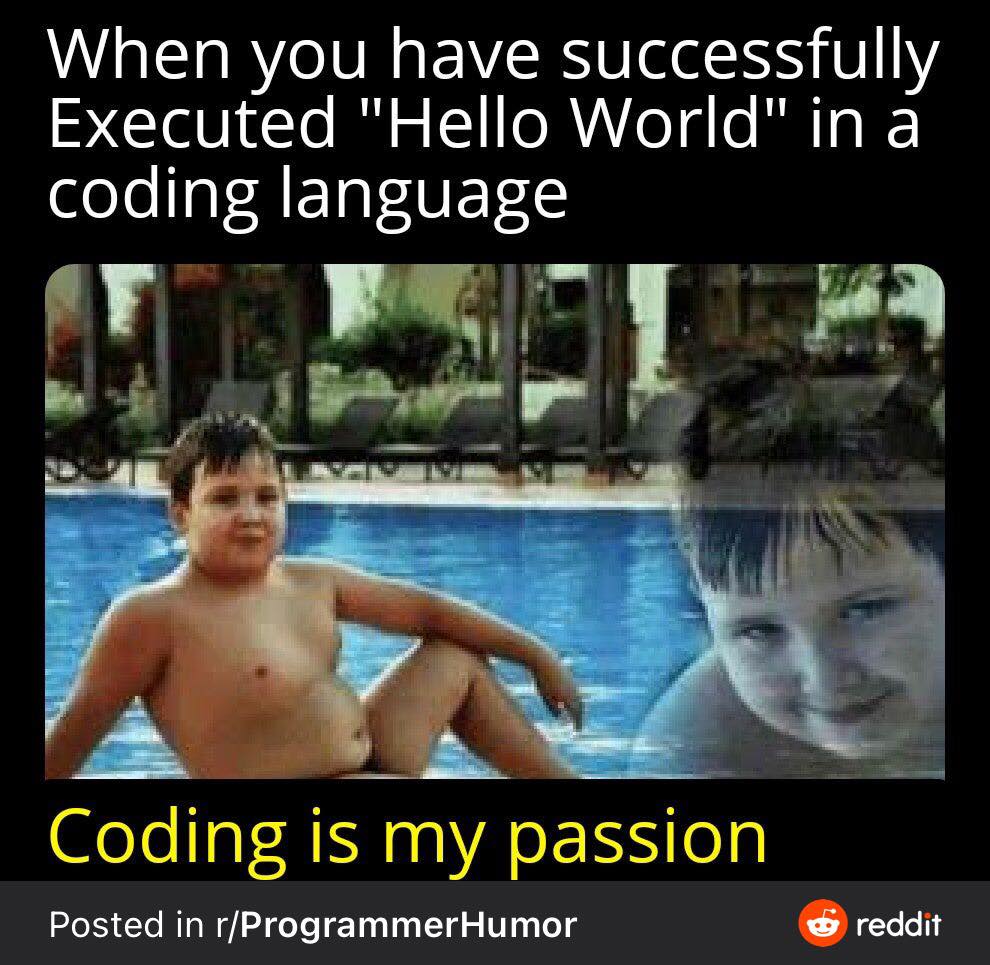 When you have successfully
Executed "Hello World" in a
coding language
Coding is my passion
Posted in r/ProgrammerHumor
reddit